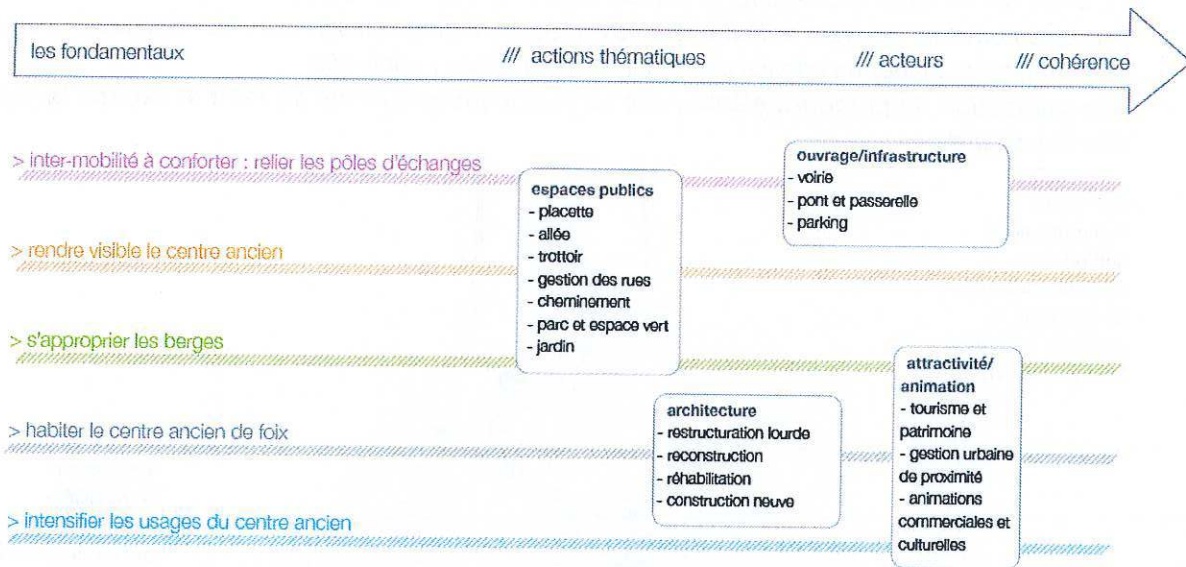 les fondamentaux /// actions thématiques /// acteurs /// cohérence
> inter-mobilité à conforter : relier les pôles d'échanges
ouvrage/infrastructure
- voirie
- pont et passerelle
- parking
espaces publics
- placette
- allée
- trottoir
- gestion des rues
- cheminement
- parc et espace vert
- jardin
> rendre visible le centre ancien
> s'approprier les berges
attractivité/
animation
- tourisme et
patrimoine
- gestion urbaine
de proximité
- animations
commerciales et
culturelles
architecture
- restructuration lourde
- reconstruction
- réhabilitation
- construction neuve
> habiter le centre ancien de foix
> intensifier les usages du centre ancien